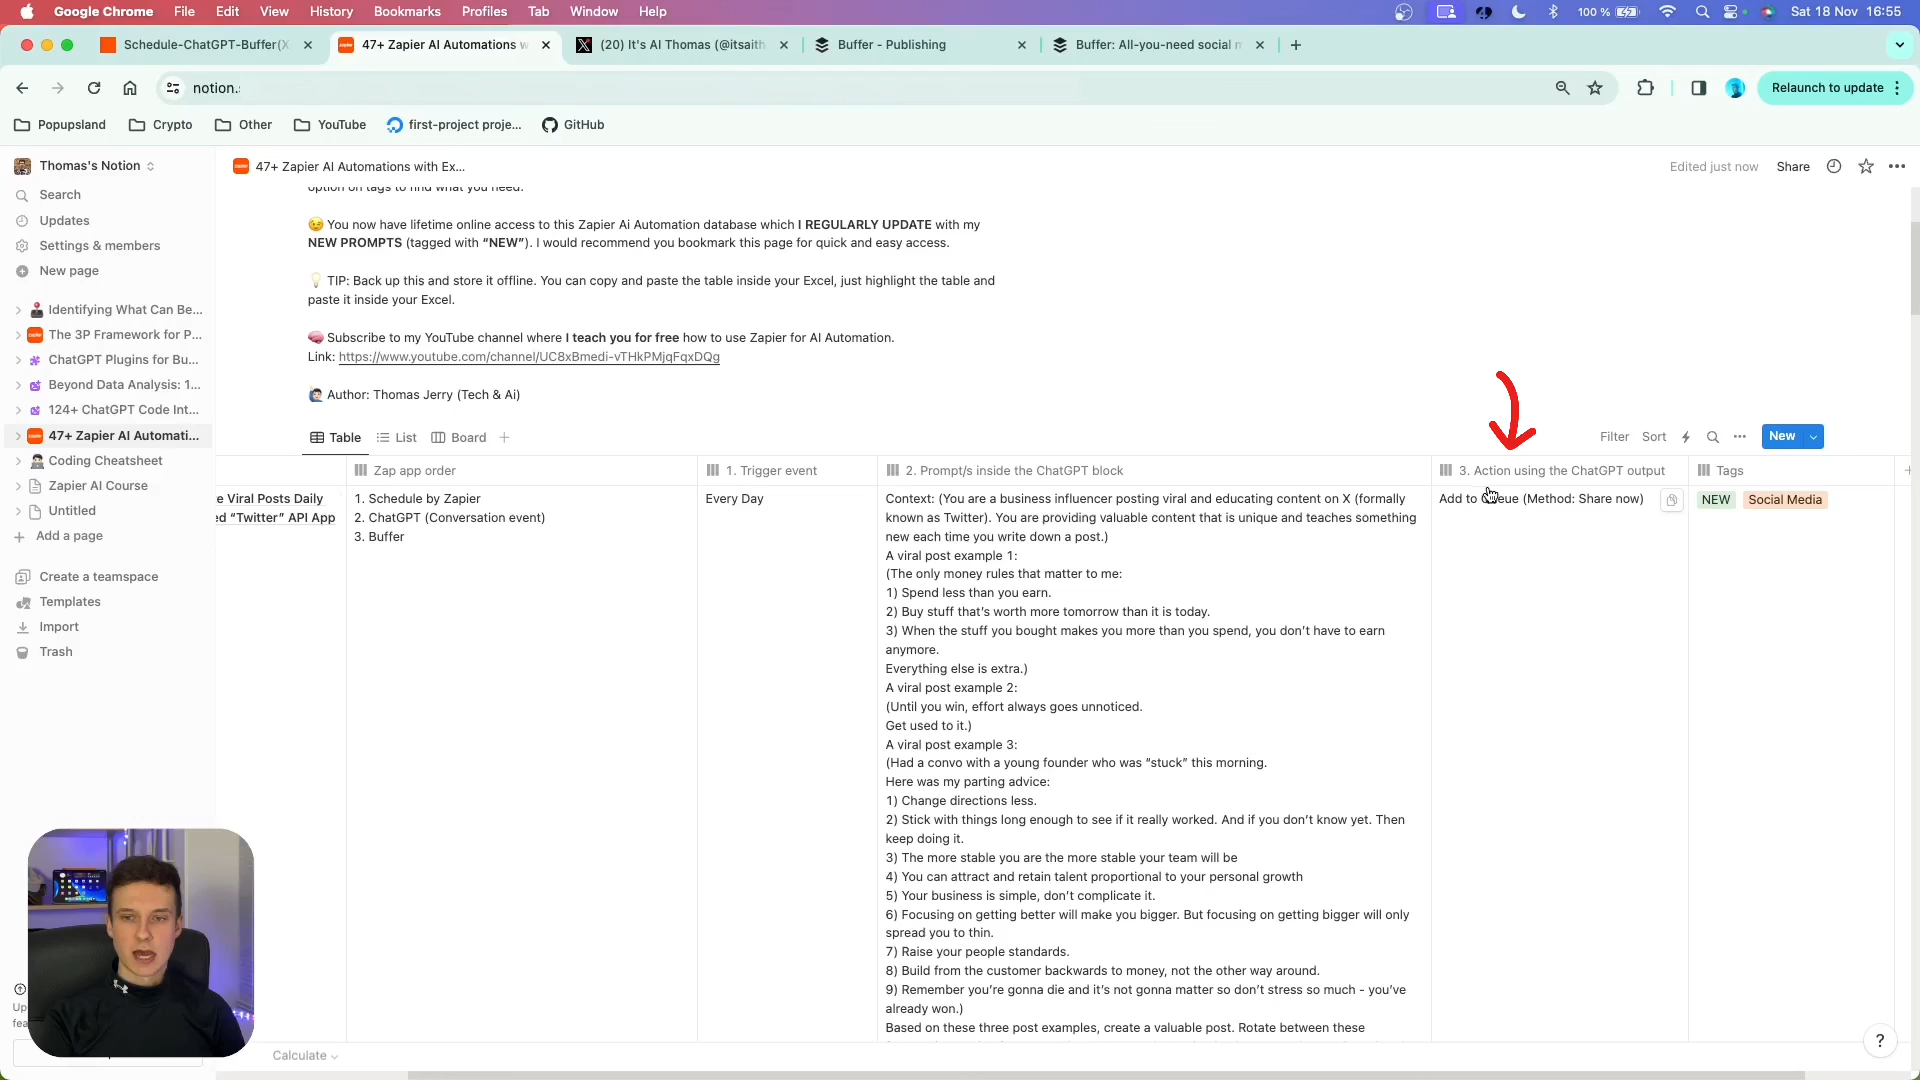 Google Chrome File Edit View History Bookmarks Profiles Tab Window Help 100 % Sat 18 Nov 16:55
Schedule-ChatGPT-Buffer(X
47+ Zapier AI Automations w
(20) It's AI Thomas (@itsaith
Buffer - Publishing
Buffer: All-you-need social m
notion.
Relaunch to update
Popupsland Crypto Other YouTube first-project proje... GitHub
Thomas's Notion
Search
Updates
Settings & members
New page
Identifying What Can Be...
The 3P Framework for P...
ChatGPT Plugins for Bu...
Beyond Data Analysis: 1...
124+ ChatGPT Code Int...
47+ Zapier AI Automati...
Coding Cheatsheet
Zapier AI Course
Untitled
Add a page
Create a teamspace
Templates
Import
Trash
47+ Zapier AI Automations with Ex...
Edited just now Share
option on tags to find what you need.
😉 You now have lifetime online access to this Zapier Ai Automation database which I REGULARLY UPDATE with my
NEW PROMPTS (tagged with “NEW”). I would recommend you bookmark this page for quick and easy access.
💡 TIP: Back up this and store it offline. You can copy and paste the table inside your Excel, just highlight the table and
paste it inside your Excel.
🧠 Subscribe to my YouTube channel where I teach you for free how to use Zapier for AI Automation.
Link: https://www.youtube.com/channel/UC8xBmedi-vTHkPMjqFqxDQg
🙋🏻‍♂️ Author: Thomas Jerry (Tech & Ai)
Table List Board
Filter Sort New
Zap app order
1. Trigger event
2. Prompt/s inside the ChatGPT block
3. Action using the ChatGPT output
Tags
e Viral Posts Daily
ed “Twitter” API App
1. Schedule by Zapier
2. ChatGPT (Conversation event)
3. Buffer
Every Day
Context: (You are a business influencer posting viral and educating content on X (formally
known as Twitter). You are providing valuable content that is unique and teaches something
new each time you write down a post.)
A viral post example 1:
(The only money rules that matter to me:
1) Spend less than you earn.
2) Buy stuff that’s worth more tomorrow than it is today.
3) When the stuff you bought makes you more than you spend, you don’t have to earn
anymore.
Everything else is extra.)
A viral post example 2:
(Until you win, effort always goes unnoticed.
Get used to it.)
A viral post example 3:
(Had a convo with a young founder who was “stuck” this morning.
Here was my parting advice:
1) Change directions less.
2) Stick with things long enough to see if it really worked. And if you don’t know yet. Then
keep doing it.
3) The more stable you are the more stable your team will be
4) You can attract and retain talent proportional to your personal growth
5) Your business is simple, don’t complicate it.
6) Focusing on getting better will make you bigger. But focusing on getting bigger will only
spread you to thin.
7) Raise your people standards.
8) Build from the customer backwards to money, not the other way around.
9) Remember you’re gonna die and it’s not gonna matter so don’t stress so much - you’ve
already won.)
Based on these three post examples, create a valuable post. Rotate between these
Add to Queue (Method: Share now)
NEW Social Media
Calculate
?